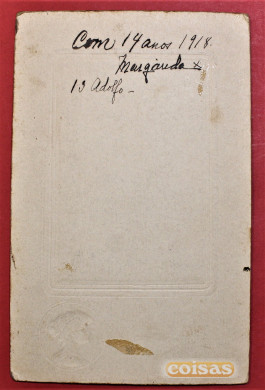 Com 14 anos 1918.
Margarida x
13 Adolfo -
coisas